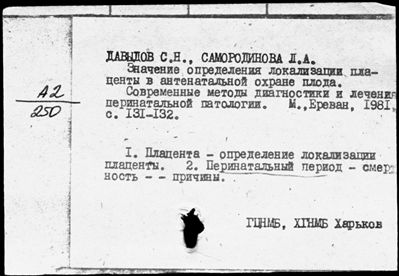 ДАВЫДОВ С.Н., САМОРОДИНОВА Л.А.
Значение определения локализации пла-
центы в антенатальной охране плода.
Современные методы диагностики и лечения
перинатальной патологии. М.,Ереван, 1981,
с. 131-132.
А2
250
1. Плацента - определение локализации
плаценты. 2. Перинатальный период - смерт
ность - - причины.
ГЦНМБ, ХГНМБ Харьков